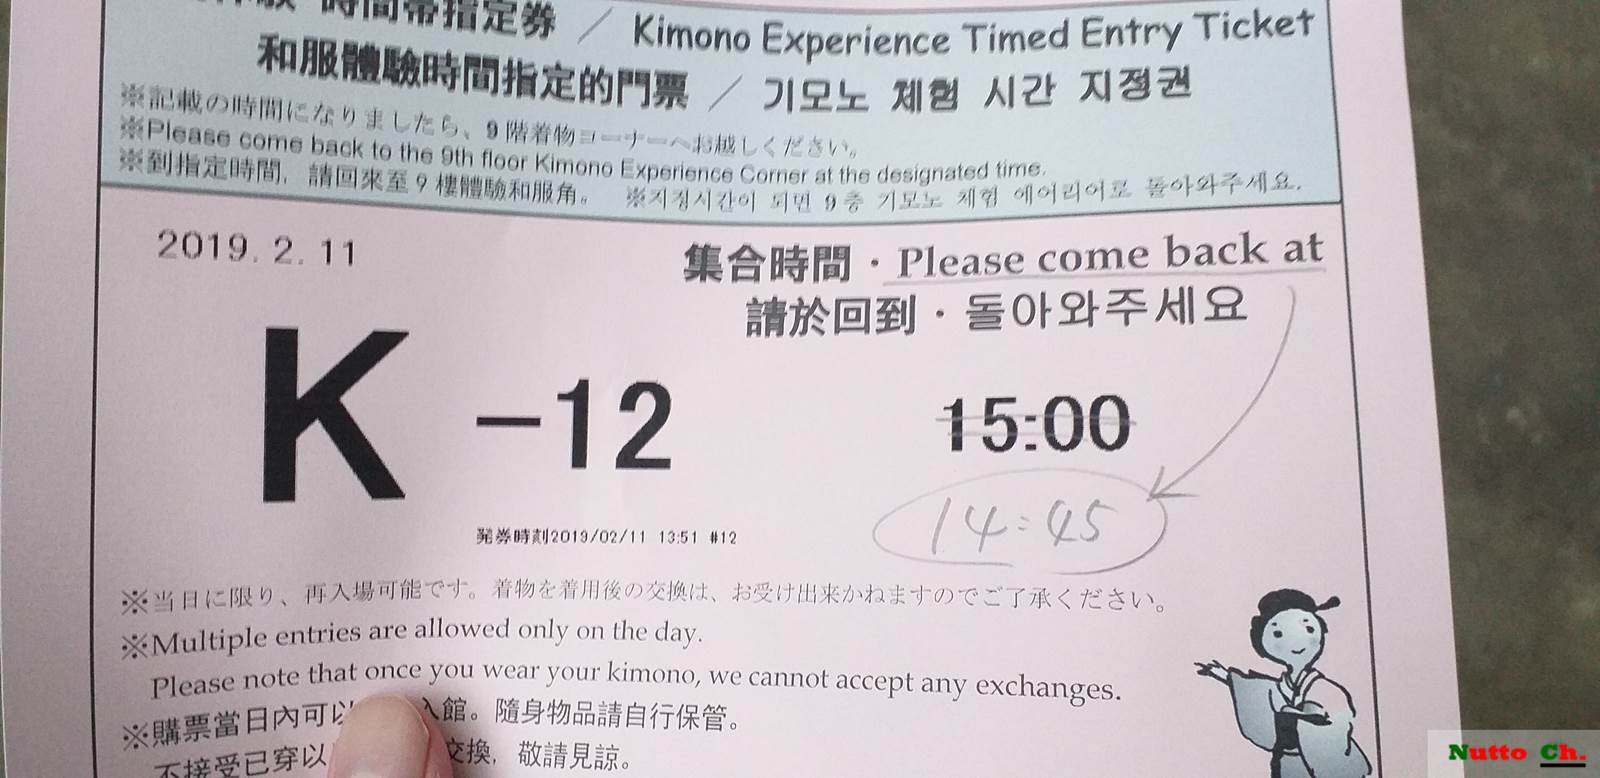 時間帯指定券 / Kimono Experience Timed Entry Ticket
和服體驗時間指定的門票 / 기모노 체험 시간 지정권
※記載の時間になりましたら、9階着物コーナーへお越しください。
※Please come back to the 9th floor Kimono Experience Corner at the designated time.
※到指定時間, 請回來至9樓體驗和服角。 ※지정시간이 되면 9층 기모노 체험 에어리어로 돌아와주세요.
2019. 2. 11
集合時間・Please come back at
請於回到・돌아와주세요
K -12
15:00
14:45
発券時刻2019/02/11 13:51 #12
※当日に限り、再入場可能です。着物を着用後の交換は、お受け出来かねますのでご了承ください。
※Multiple entries are allowed only on the day.
Please note that once you wear your kimono, we cannot accept any exchanges.
※購票當日內可以入館。隨身物品請自行保管。
不接受已穿以交換, 敬請見諒。
Nutto Ch.